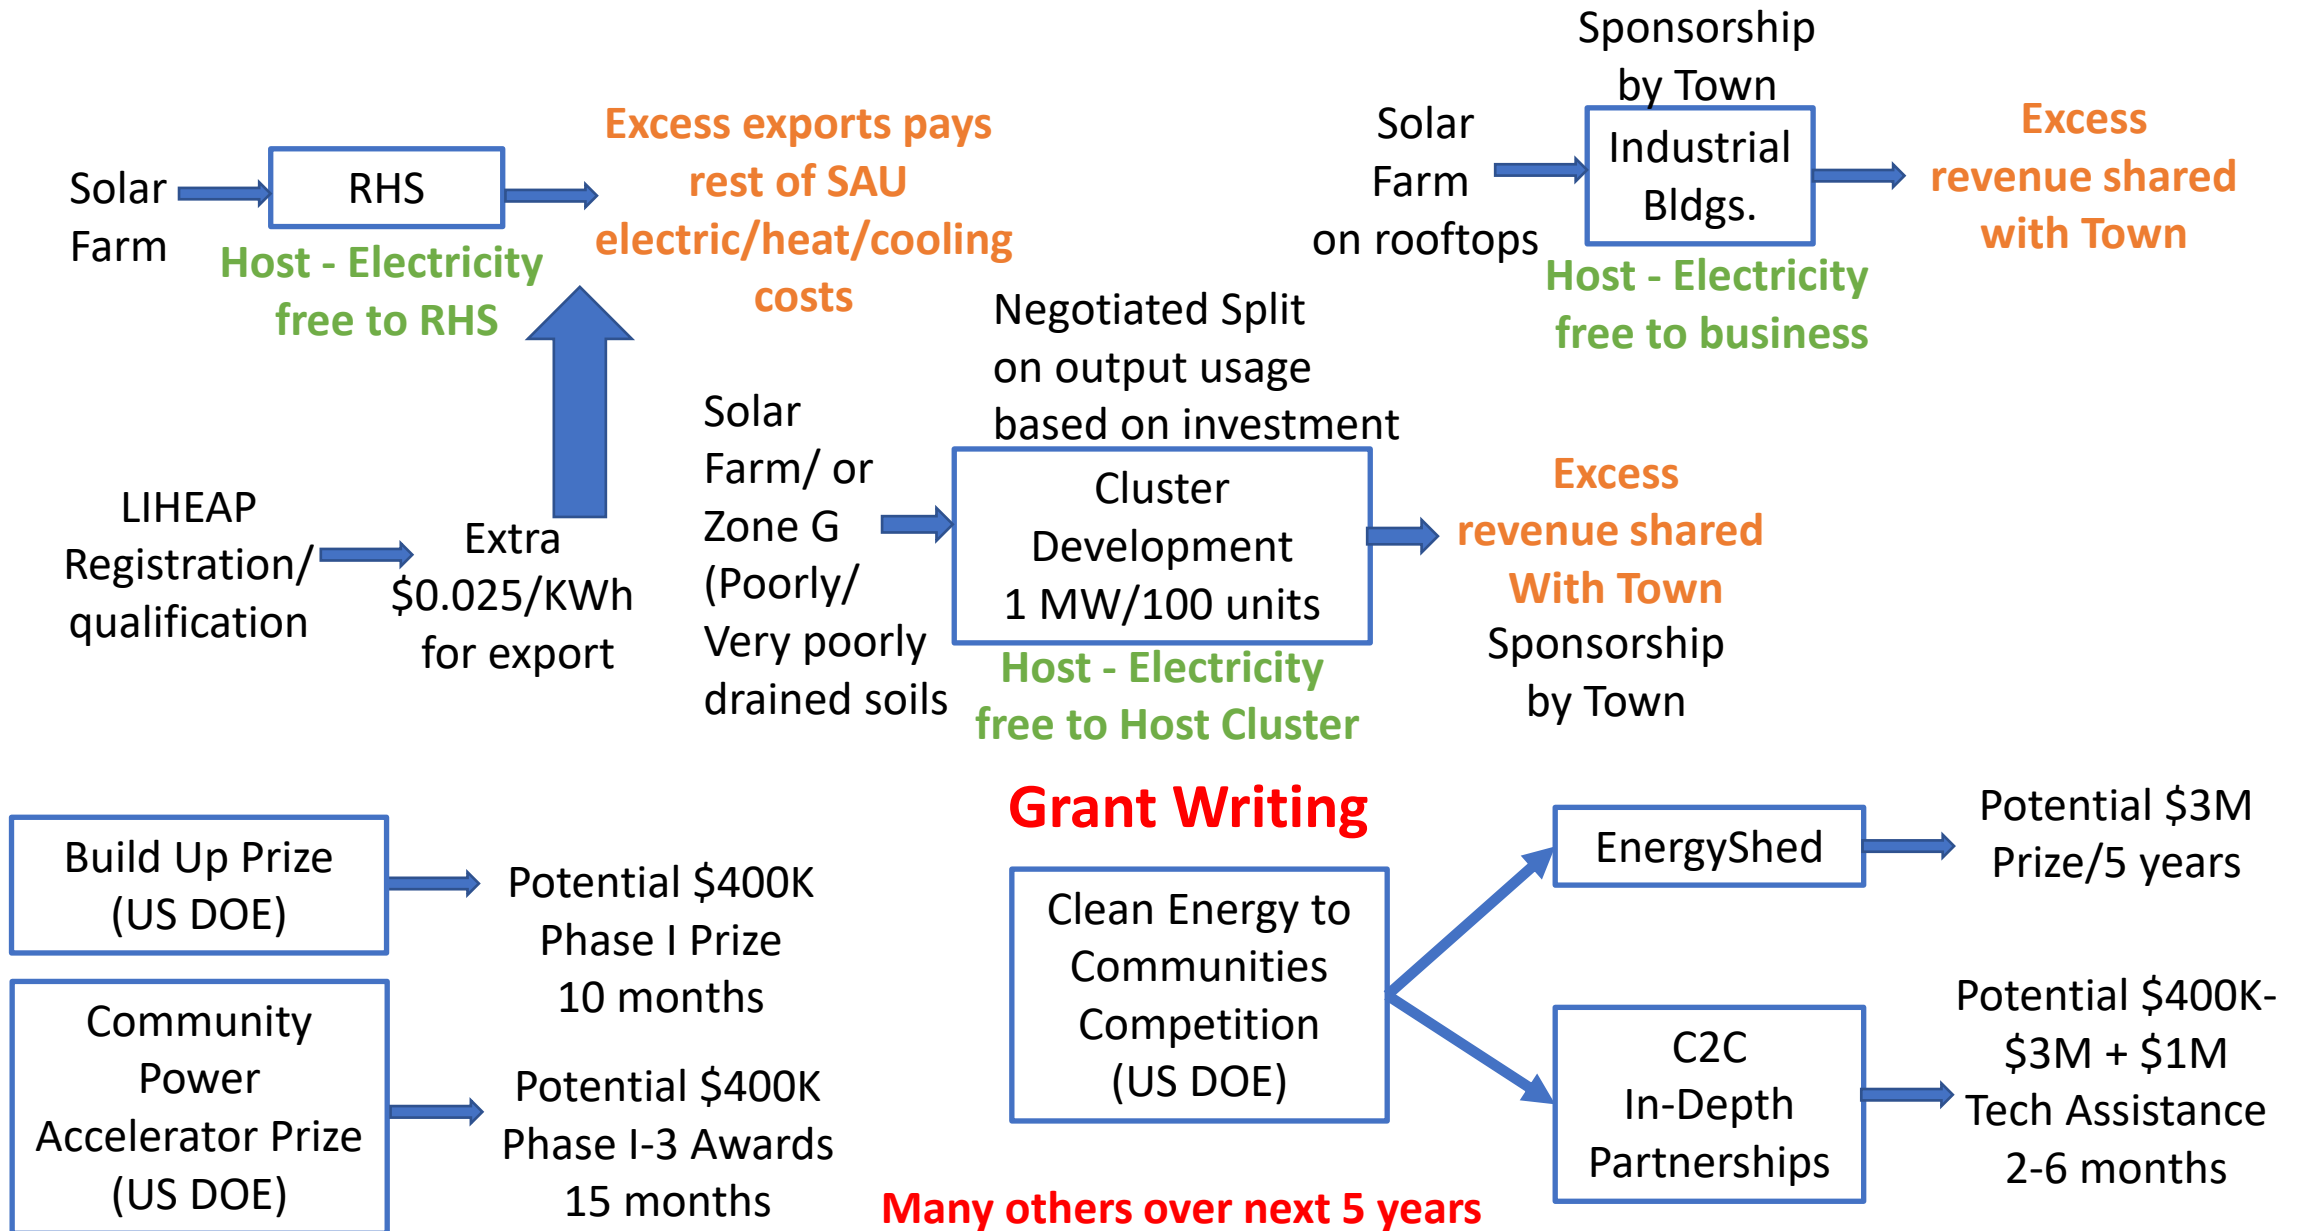 Solar
Farm
RHS
Host - Electricity
free to RHS
Excess exports pays
rest of SAU
electric/heat/cooling
costs
LIHEAP
Registration/
qualification
Extra
$0.025/KWh
for export
Sponsorship
by Town
Solar
Farm
on rooftops
Industrial
Bldgs.
Host - Electricity
free to business
Excess
revenue shared
with Town
Negotiated Split
on output usage
based on investment
Solar
Farm/ or
Zone G
(Poorly/
Very poorly
drained soils
Cluster
Development
1 MW/100 units
Host - Electricity
free to Host Cluster
Excess
revenue shared
With Town
Sponsorship
by Town
Grant Writing
Build Up Prize
(US DOE)
Potential $400K
Phase I Prize
10 months
Community
Power
Accelerator Prize
(US DOE)
Potential $400K
Phase I-3 Awards
15 months
Clean Energy to
Communities
Competition
(US DOE)
EnergyShed
Potential $3M
Prize/5 years
C2C
In-Depth
Partnerships
Potential $400K-
$3M + $1M
Tech Assistance
2-6 months
Many others over next 5 years